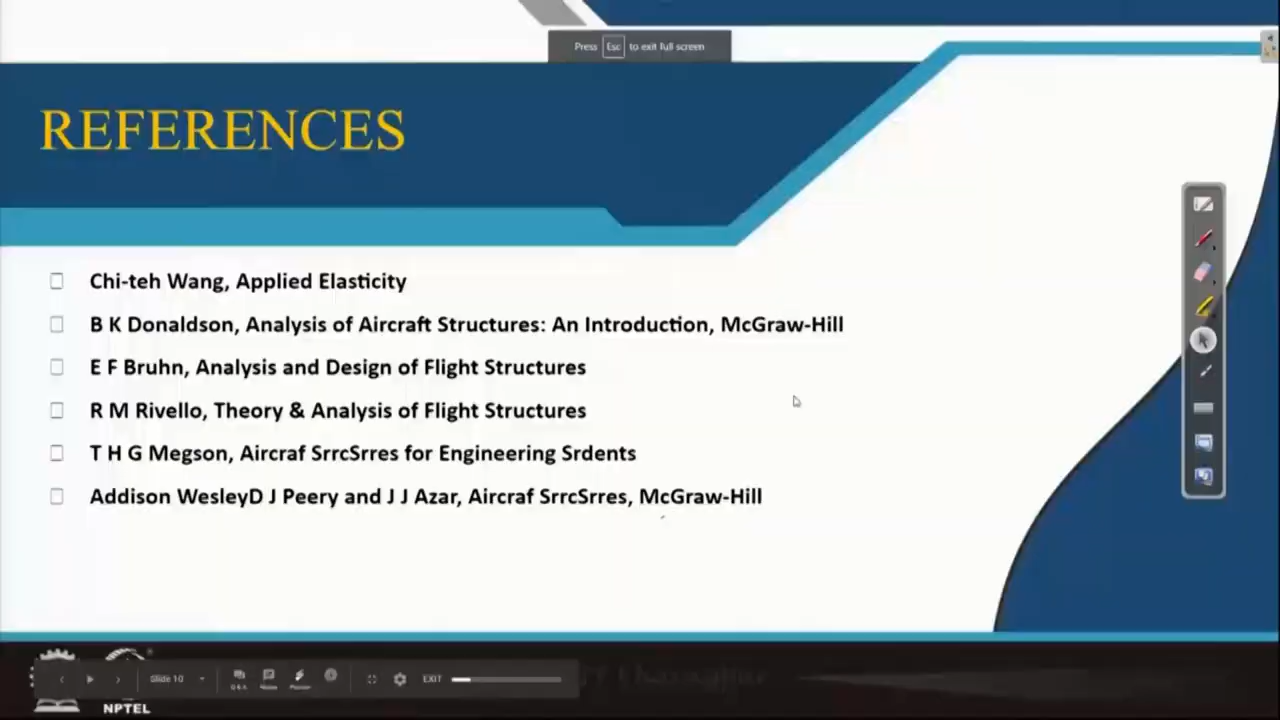 Press Esc to exit full screen
REFERENCES
Chi-teh Wang, Applied Elasticity
B K Donaldson, Analysis of Aircraft Structures: An Introduction, McGraw-Hill
E F Bruhn, Analysis and Design of Flight Structures
R M Rivello, Theory & Analysis of Flight Structures
T H G Megson, Aircraf SrrcSrres for Engineering Srdents
Addison WesleyD J Peery and J J Azar, Aircraf SrrcSrres, McGraw-Hill
Slide 10
Q & A
Notes
Pointer
EXIT
NPTEL